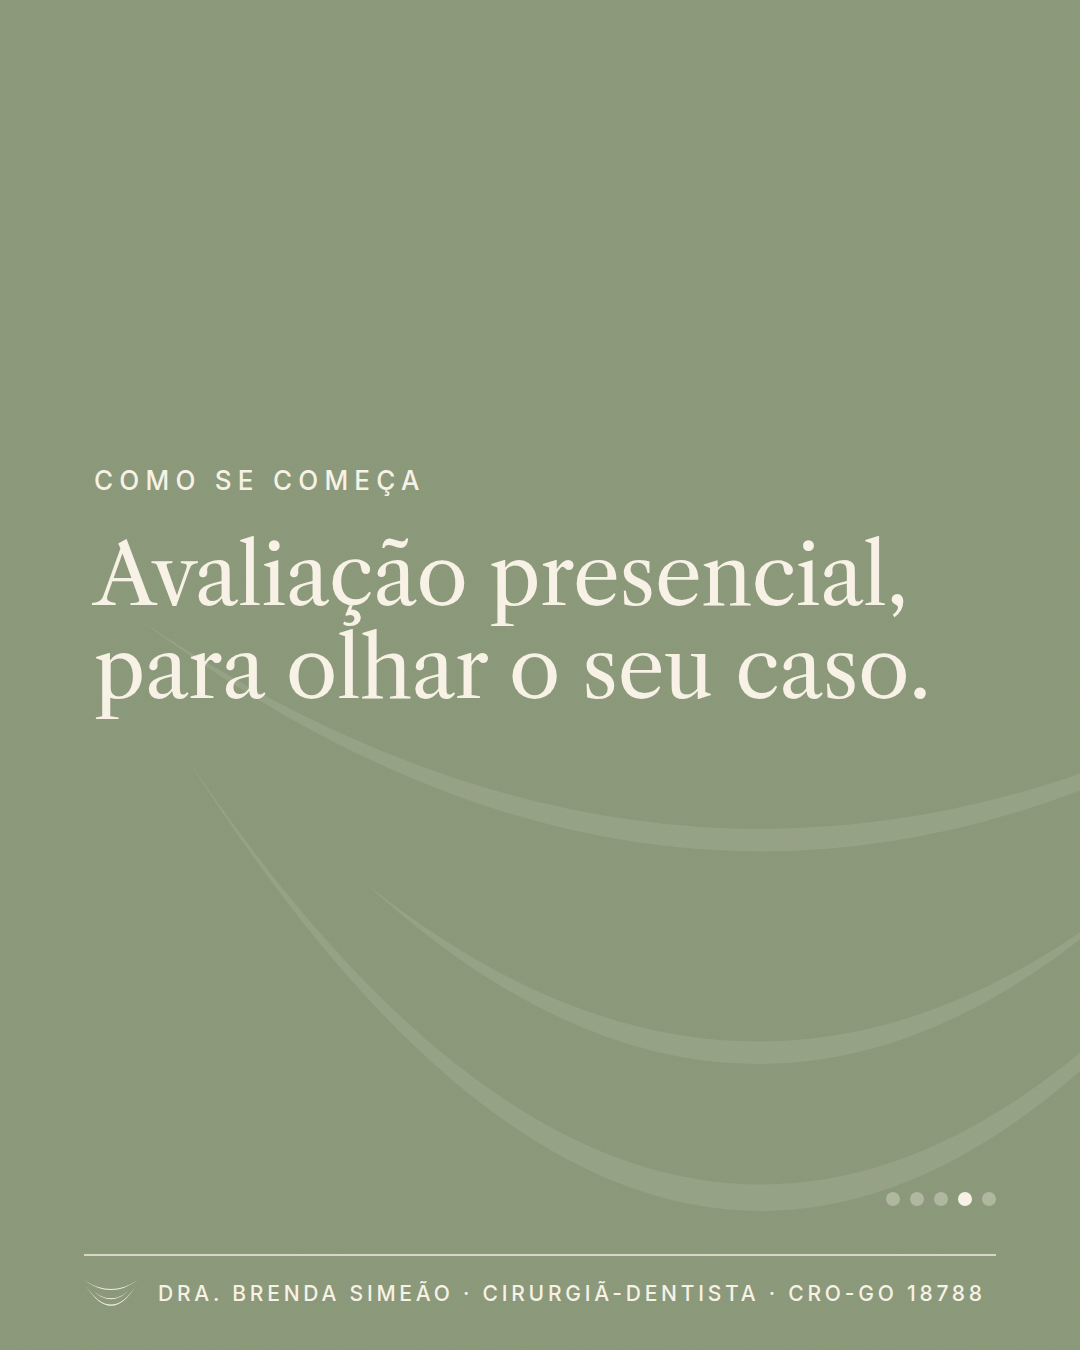 COMO SE COMEÇA
Avaliação presencial,
para olhar o seu caso.
DRA. BRENDA SIMEÃO · CIRURGIÃ-DENTISTA · CRO-GO 18788